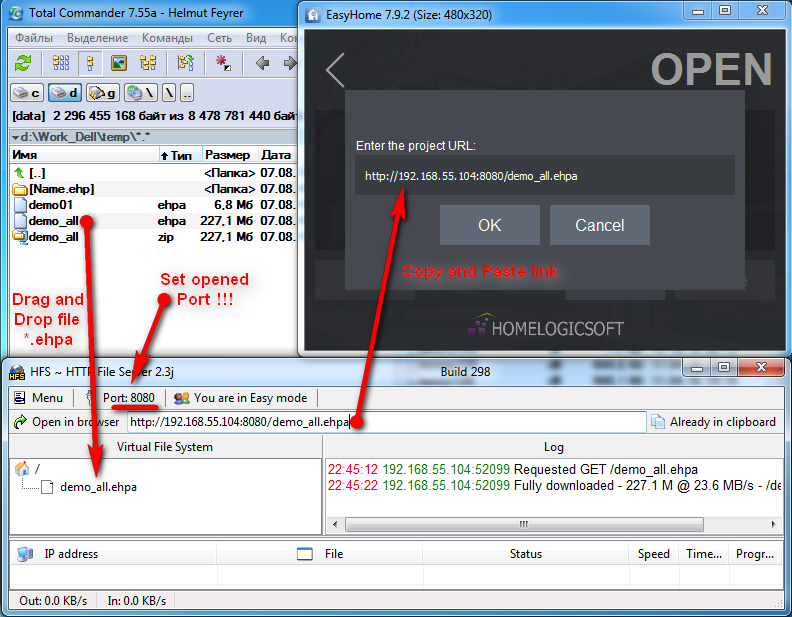 Total Commander 7.55a - Helmut Feyrer
Файлы Выделение Команды Сеть Вид
c d g \ \ ..
[data] 2 296 455 168 байт из 8 478 781 440 байт
d:\Work_Dell\temp\*.*
Имя Тип Размер Дата
[..] <Папка> 07.08.
[Name.ehp] <Папка> 07.08.
demo01 ehpa 6,8 Мб 07.08.
demo_all ehpa 227,1 Мб 07.08.
demo_all zip 227,1 Мб 07.08.
Drag and
Drop file
*.ehpa
Set opened
Port !!!
EasyHome 7.9.2 (Size: 480x320)
OPEN
Enter the project URL:
http://192.168.55.104:8080/demo_all.ehpa
OK Cancel
Copy and Paste link
HOMELOGICSOFT
HFS ~ HTTP File Server 2.3j Build 298
Menu Port: 8080 You are in Easy mode
Open in browser http://192.168.55.104:8080/demo_all.ehpa Already in clipboard
Virtual File System Log
/
demo_all.ehpa
22:45:12 192.168.55.104:52099 Requested GET /demo_all.ehpa
22:45:22 192.168.55.104:52099 Fully downloaded - 227.1 M @ 23.6 MB/s - /de
IP address File Status Speed Time... Progr...
Out: 0.0 KB/s In: 0.0 KB/s